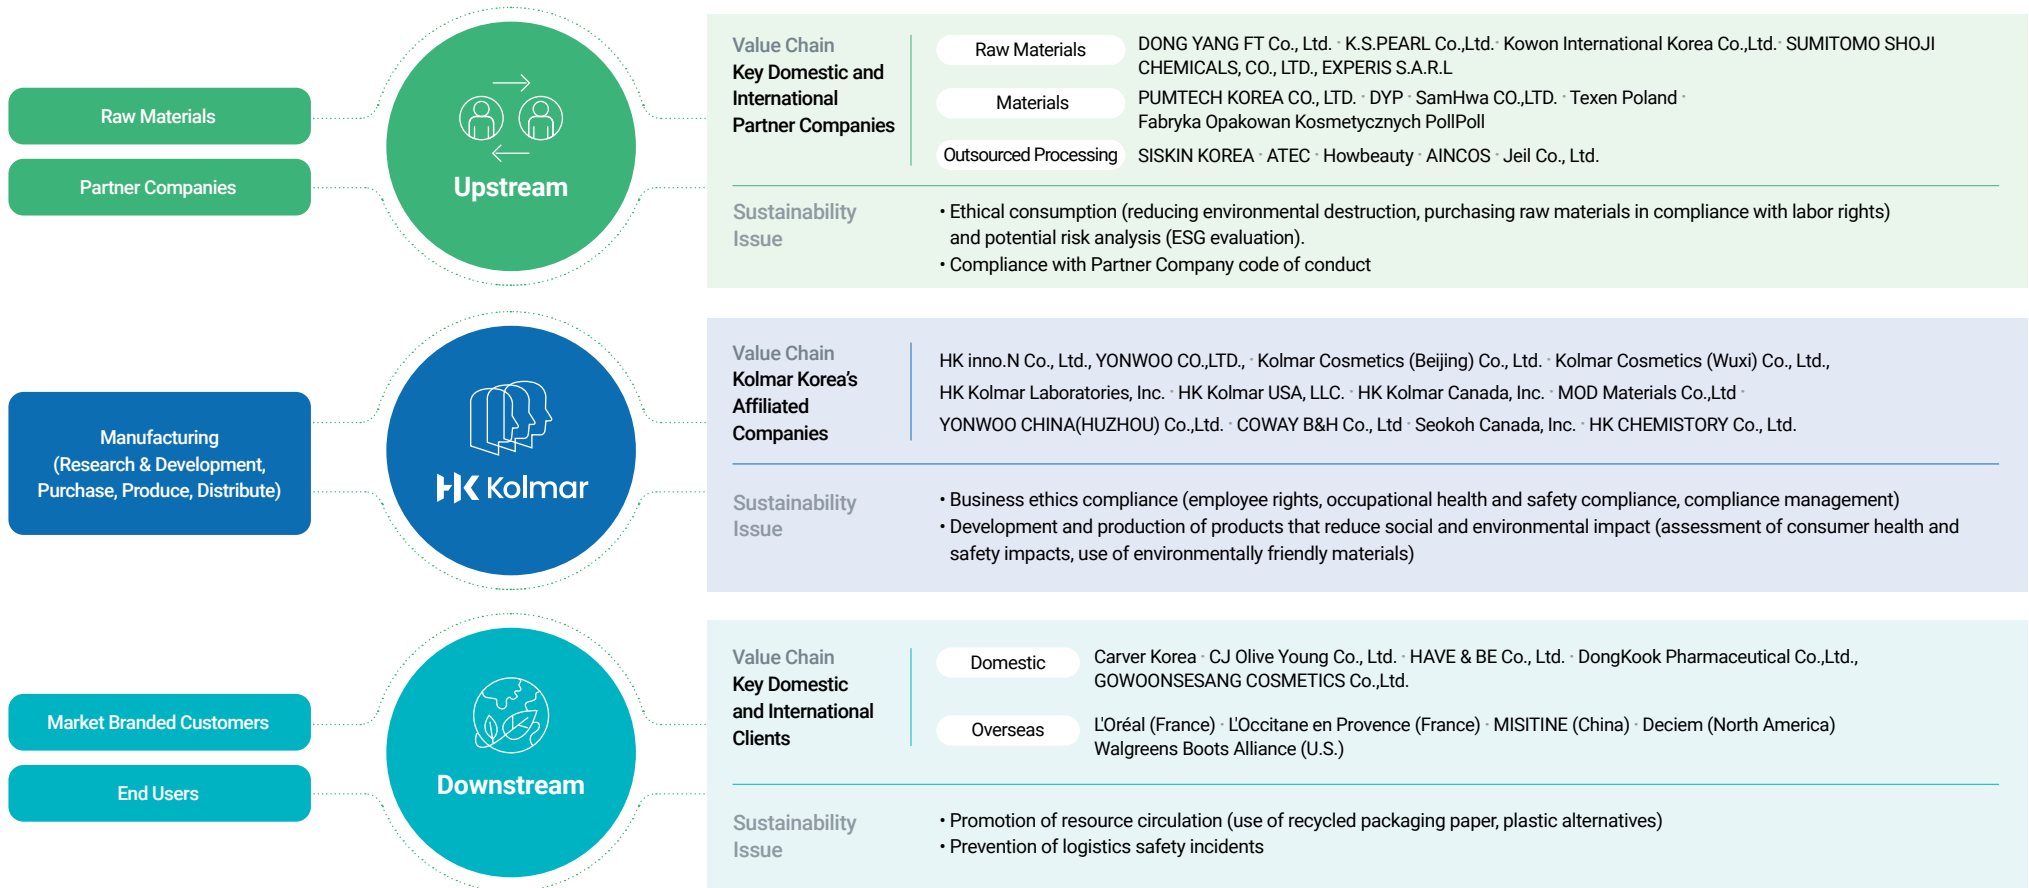 Raw Materials
Partner Companies
Upstream
Value Chain
Key Domestic and
International
Partner Companies
Raw Materials
DONG YANG FT Co., Ltd. · K.S.PEARL Co.,Ltd. · Kowon International Korea Co.,Ltd. · SUMITOMO SHOJI
CHEMICALS, CO., LTD., EXPERIS S.A.R.L
Materials
PUMTECH KOREA CO., LTD. · DYP · SamHwa CO.,LTD. · Texen Poland ·
Fabryka Opakowan Kosmetycznych PollPoll
Outsourced Processing
SISKIN KOREA · ATEC · Howbeauty · AINCOS · Jeil Co., Ltd.
Sustainability
Issue
• Ethical consumption (reducing environmental destruction, purchasing raw materials in compliance with labor rights)
and potential risk analysis (ESG evaluation).
• Compliance with Partner Company code of conduct
Manufacturing
(Research & Development,
Purchase, Produce, Distribute)
HK Kolmar
Value Chain
Kolmar Korea's
Affiliated
Companies
HK inno.N Co., Ltd., YONWOO CO.,LTD., · Kolmar Cosmetics (Beijing) Co., Ltd. · Kolmar Cosmetics (Wuxi) Co., Ltd.,
HK Kolmar Laboratories, Inc. · HK Kolmar USA, LLC. · HK Kolmar Canada, Inc. · MOD Materials Co.,Ltd ·
YONWOO CHINA(HUZHOU) Co.,Ltd. · COWAY B&H Co., Ltd · Seokoh Canada, Inc. · HK CHEMISTORY Co., Ltd.
Sustainability
Issue
• Business ethics compliance (employee rights, occupational health and safety compliance, compliance management)
• Development and production of products that reduce social and environmental impact (assessment of consumer health and
safety impacts, use of environmentally friendly materials)
Market Branded Customers
End Users
Downstream
Value Chain
Key Domestic
and International
Clients
Domestic
Carver Korea · CJ Olive Young Co., Ltd. · HAVE & BE Co., Ltd. · DongKook Pharmaceutical Co.,Ltd.,
GOWOONSESANG COSMETICS Co.,Ltd.
Overseas
L'Oréal (France) · L'Occitane en Provence (France) · MISITINE (China) · Deciem (North America)
Walgreens Boots Alliance (U.S.)
Sustainability
Issue
• Promotion of resource circulation (use of recycled packaging paper, plastic alternatives)
• Prevention of logistics safety incidents